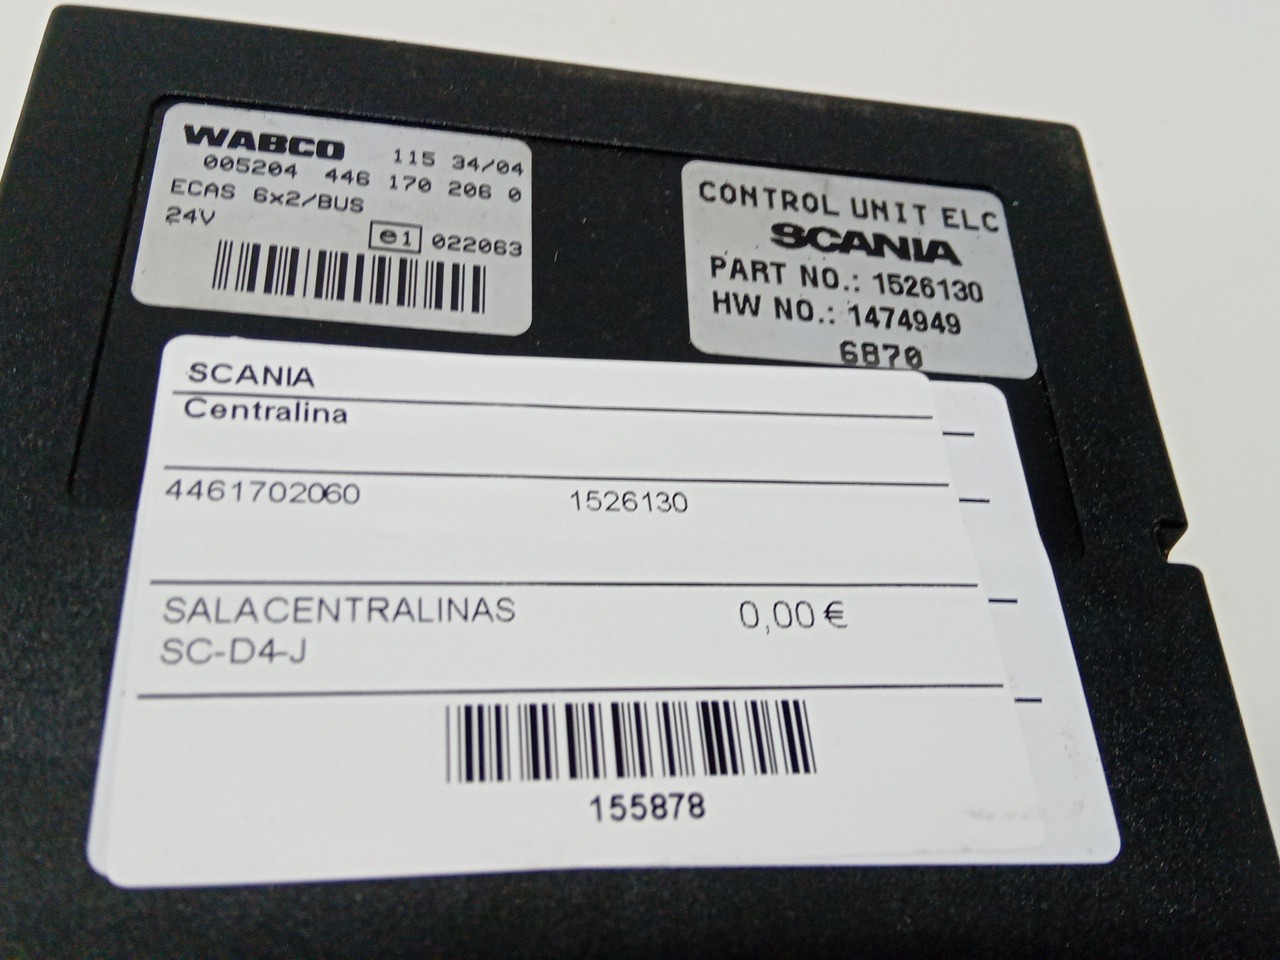 WABCO 115 34/04
005204 446 170 206 0
ECAS 6x2/BUS
24V
e1 022063
CONTROL UNIT ELC
SCANIA
PART NO.: 1526130
HW NO.: 1474949
6870
SCANIA
Centralina
4461702060 1526130
SALACENTRALINAS 0,00 €
SC-D4-J
155878